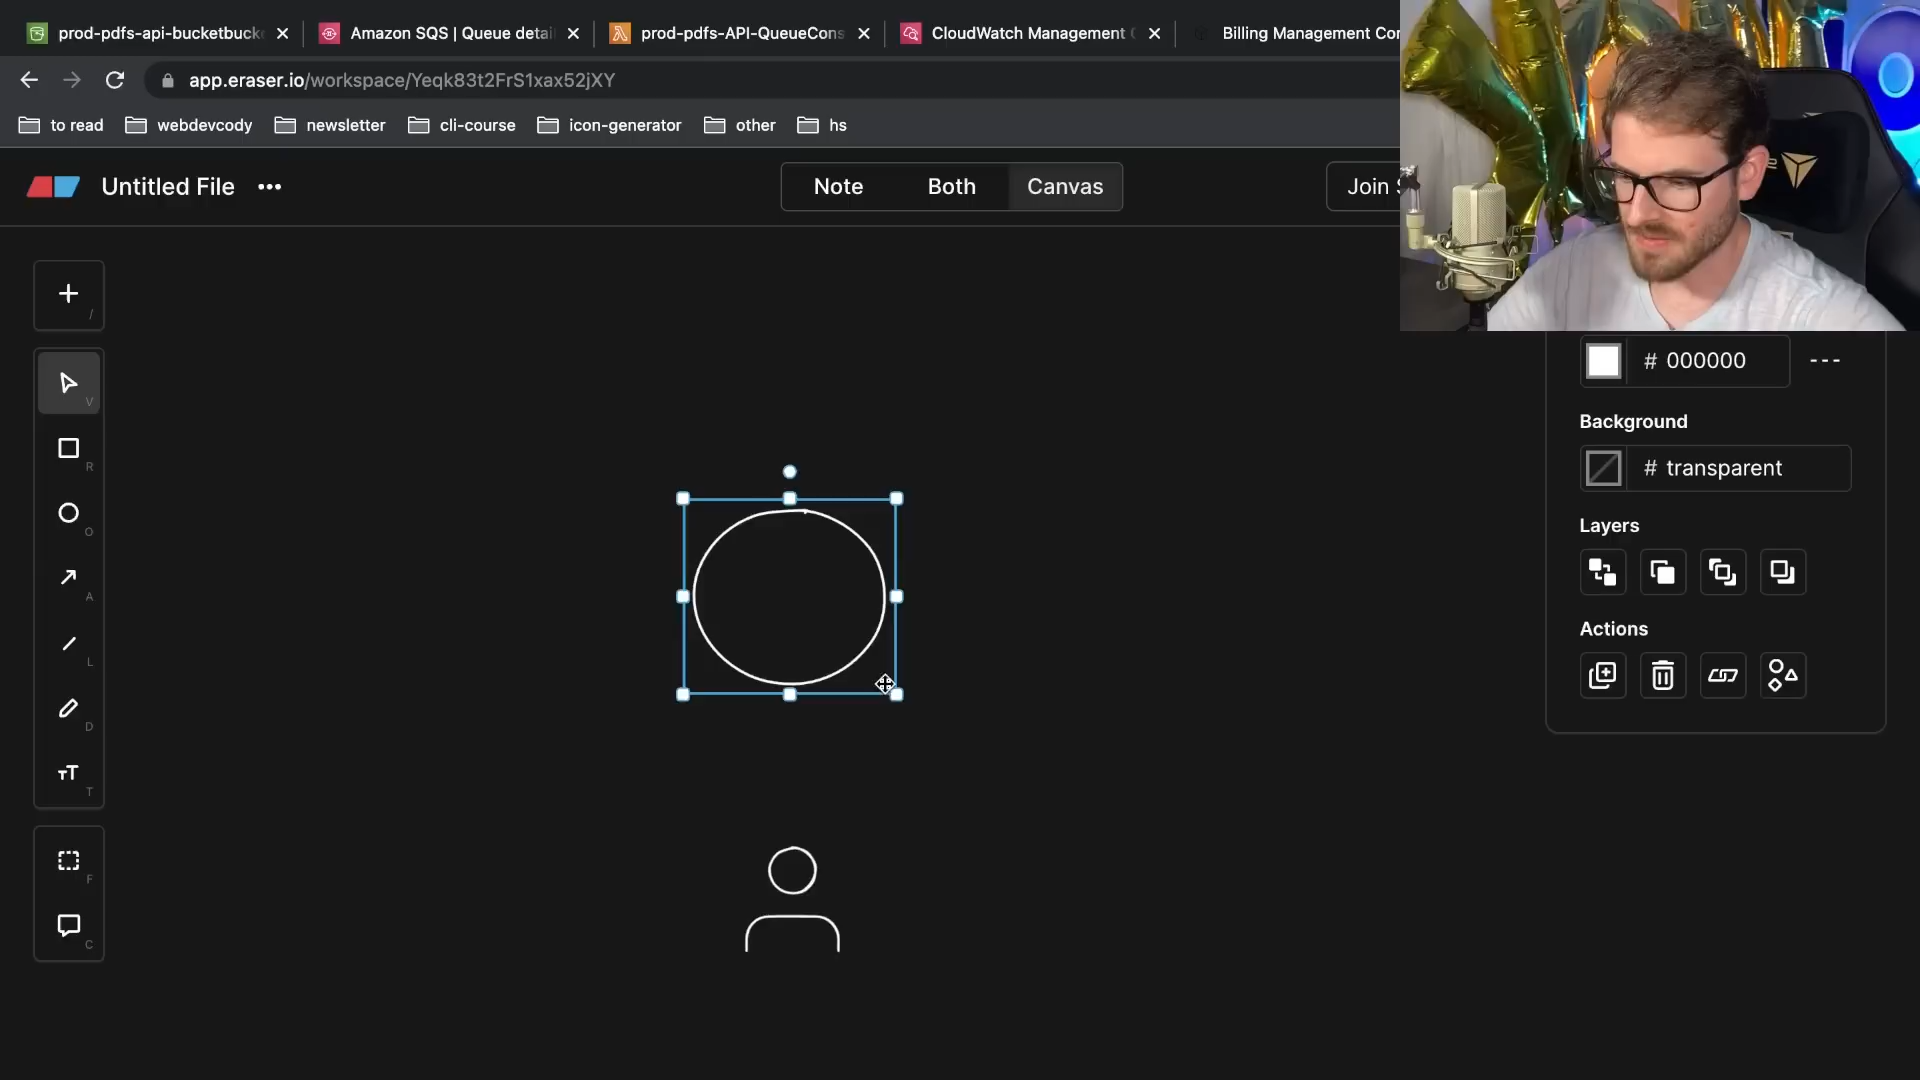 prod-pdfs-api-bucketbuck
Amazon SQS | Queue detai
prod-pdfs-API-QueueCons
CloudWatch Management
Billing Management Con
app.eraser.io/workspace/Yeqk83t2FrS1xax52jXY
to read
webdevcody
newsletter
cli-course
icon-generator
other
hs
Untitled File
Note
Both
Canvas
Join
/
V
R
O
A
L
D
T
F
C
# 000000
Background
# transparent
Layers
Actions